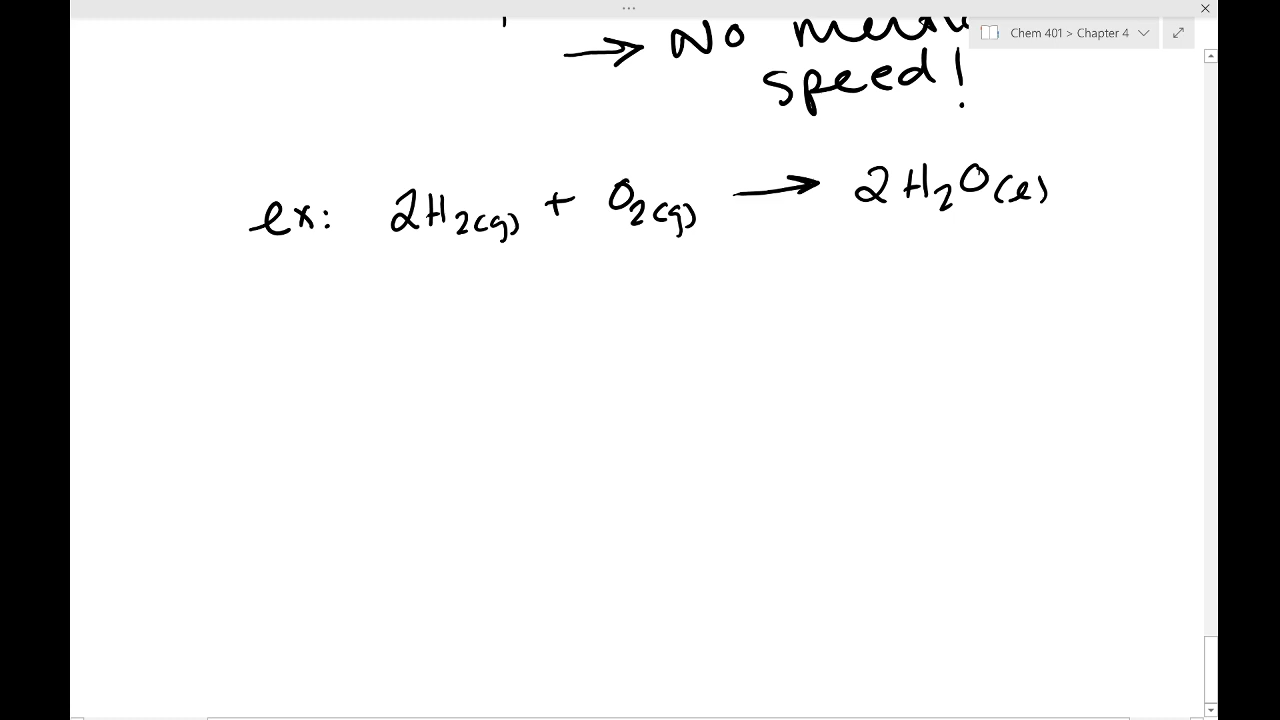 Chem 401 > Chapter 4
→ No
speed!
ex: 2H₂(g) + O₂(g) → 2H₂O(l)